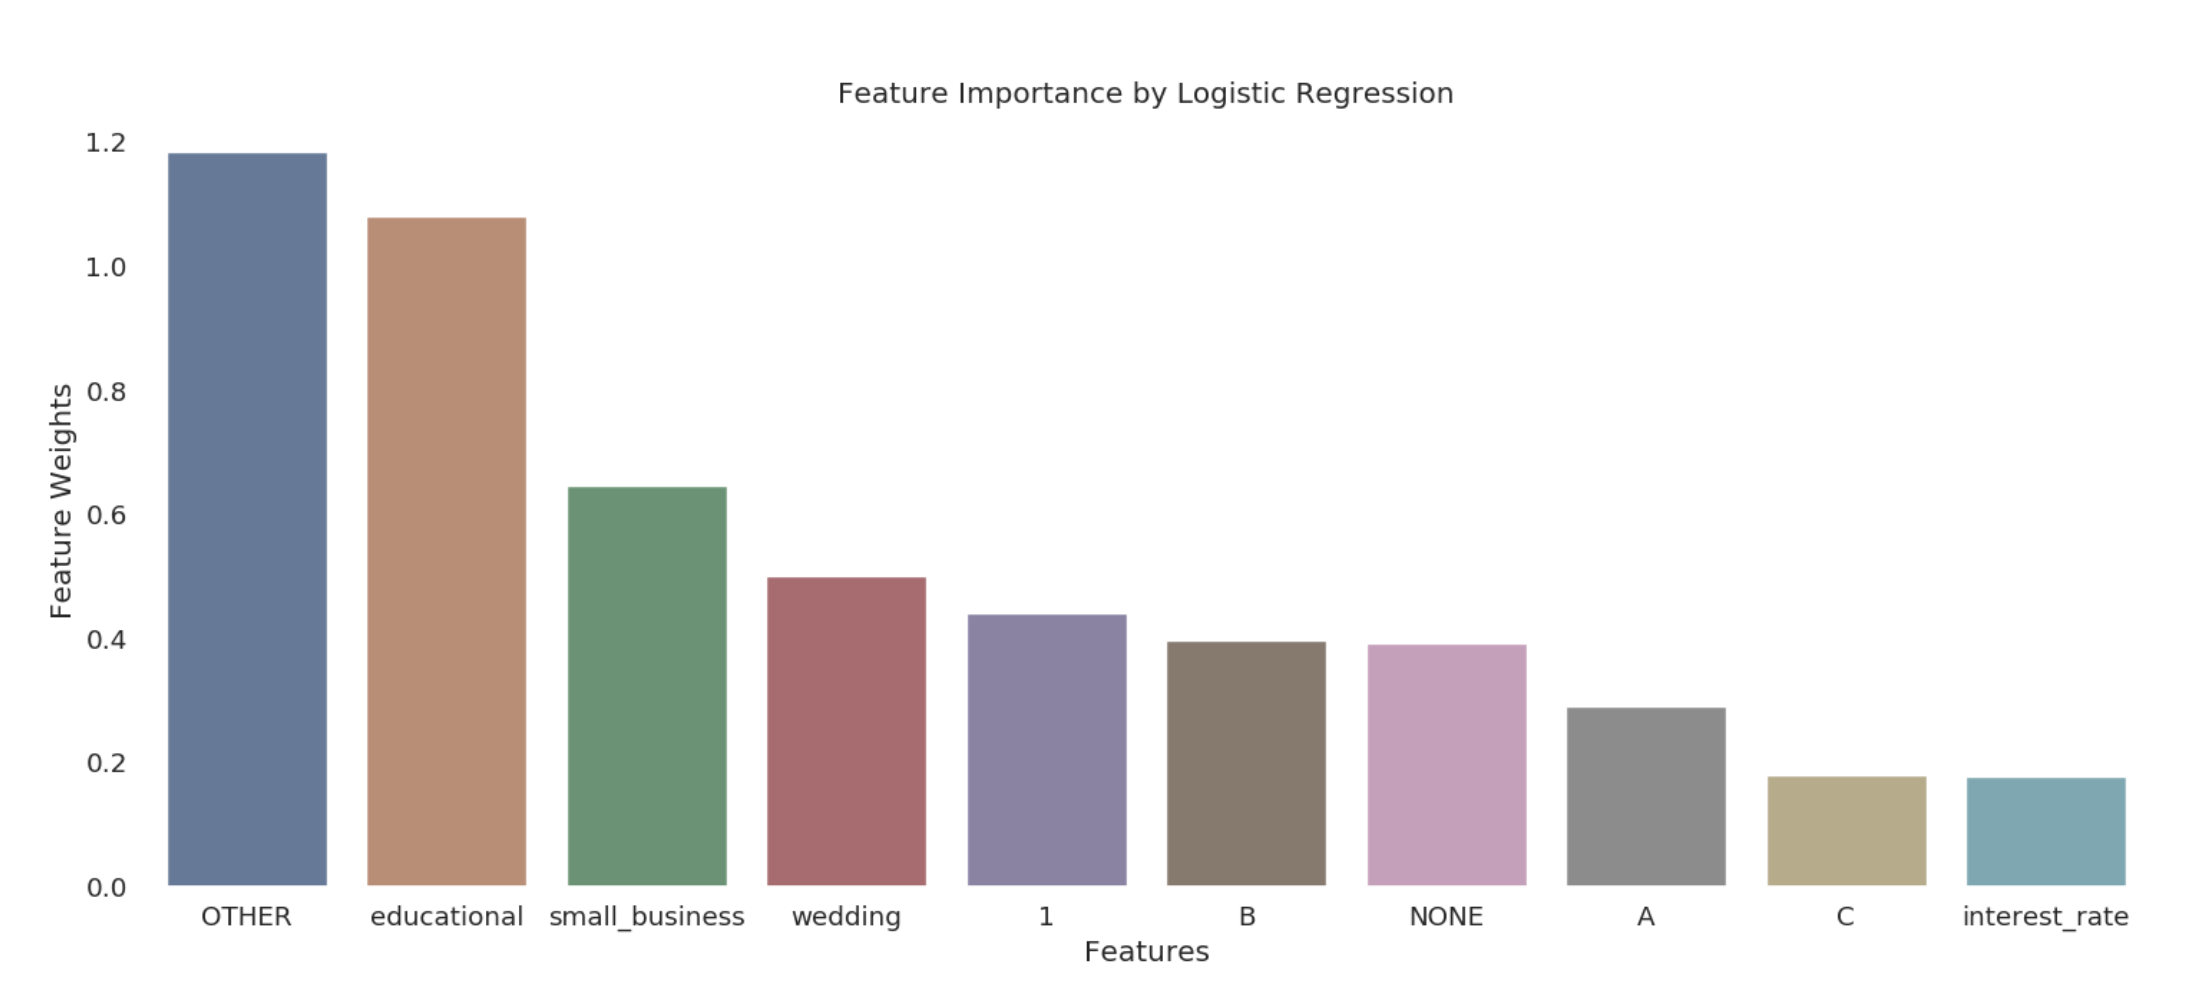 Feature Importance by Logistic Regression
1.2
1.0
0.8
0.6
0.4
0.2
0.0
Feature Weights
OTHER educational small_business wedding 1 B NONE A C interest_rate
Features